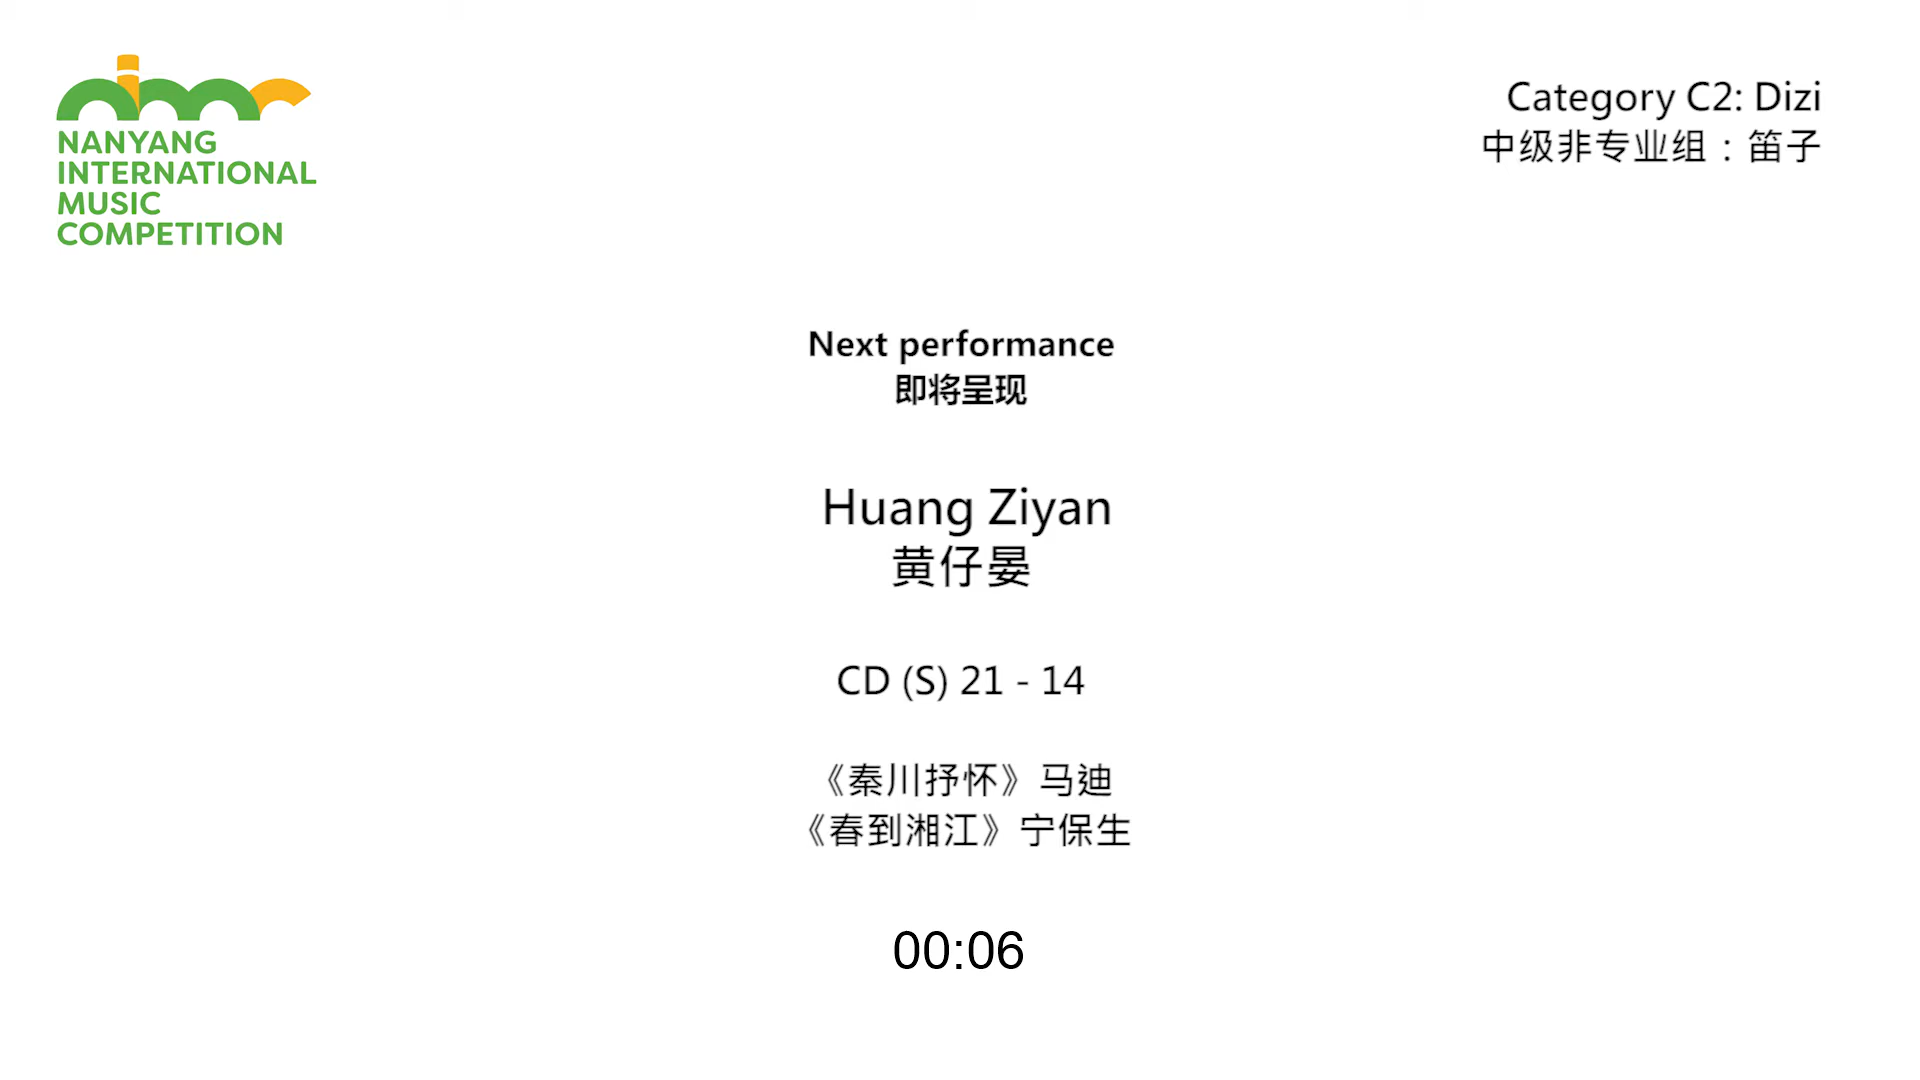 nimc
NANYANG
INTERNATIONAL
MUSIC
COMPETITION
Category C2: Dizi
中级非专业组：笛子
Next performance
即将呈现
Huang Ziyan
黄仔晏
CD (S) 21 - 14
《秦川抒怀》马迪
《春到湘江》宁保生
00:06